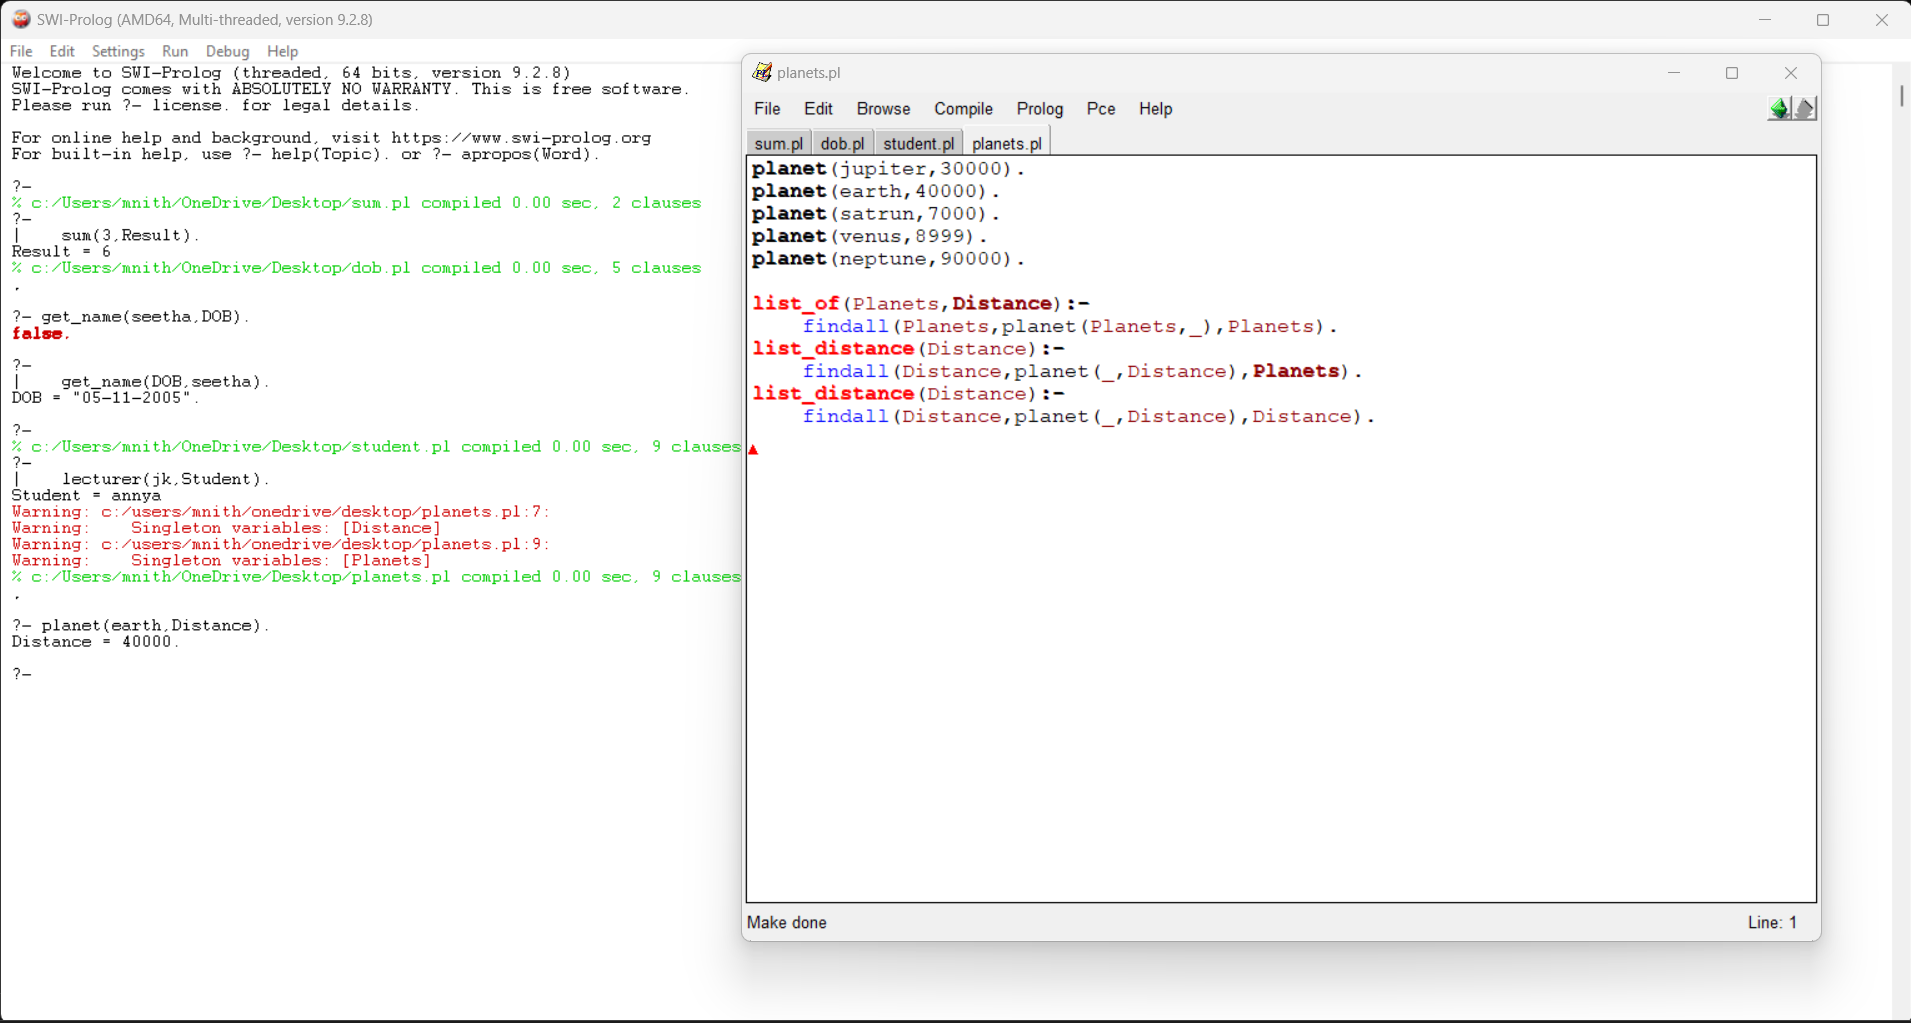 SWI-Prolog (AMD64, Multi-threaded, version 9.2.8)
File Edit Settings Run Debug Help
Welcome to SWI-Prolog (threaded, 64 bits, version 9.2.8)
SWI-Prolog comes with ABSOLUTELY NO WARRANTY. This is free software.
Please run ?- license. for legal details.
For online help and background, visit https://www.swi-prolog.org
For built-in help, use ?- help(Topic). or ?- apropos(Word).
?-
% c:/Users/mnith/OneDrive/Desktop/sum.pl compiled 0.00 sec, 2 clauses
?-
|    sum(3,Result).
Result = 6
% c:/Users/mnith/OneDrive/Desktop/dob.pl compiled 0.00 sec, 5 clauses
.
?- get_name(seetha,DOB).
false.
?-
|    get_name(DOB,seetha).
DOB = "05-11-2005".
?-
% c:/Users/mnith/OneDrive/Desktop/student.pl compiled 0.00 sec, 9 clauses
?-
|    lecturer(jk,Student).
Student = annya
Warning: c:/users/mnith/onedrive/desktop/planets.pl:7:
Warning:    Singleton variables: [Distance]
Warning: c:/users/mnith/onedrive/desktop/planets.pl:9:
Warning:    Singleton variables: [Planets]
% c:/Users/mnith/OneDrive/Desktop/planets.pl compiled 0.00 sec, 9 clauses
.
?- planet(earth,Distance).
Distance = 40000.
?-
planets.pl
File Edit Browse Compile Prolog Pce Help
sum.pl dob.pl student.pl planets.pl
planet(jupiter,30000).
planet(earth,40000).
planet(satrun,7000).
planet(venus,8999).
planet(neptune,90000).
list_of(Planets,Distance):-
    findall(Planets,planet(Planets,_),Planets).
list_distance(Distance):-
    findall(Distance,planet(_,Distance),Planets).
list_distance(Distance):-
    findall(Distance,planet(_,Distance),Distance).
Make done
Line: 1